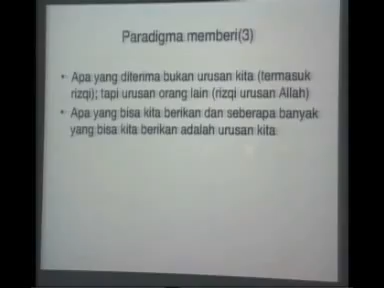 Paradigma memberi(3)
- Apa yang diterima bukan urusan kita (termasuk
rizqi); tapi urusan orang lain (rizqi urusan Allah)
- Apa yang bisa kita berikan dan seberapa banyak
yang bisa kita berikan adalah urusan kita